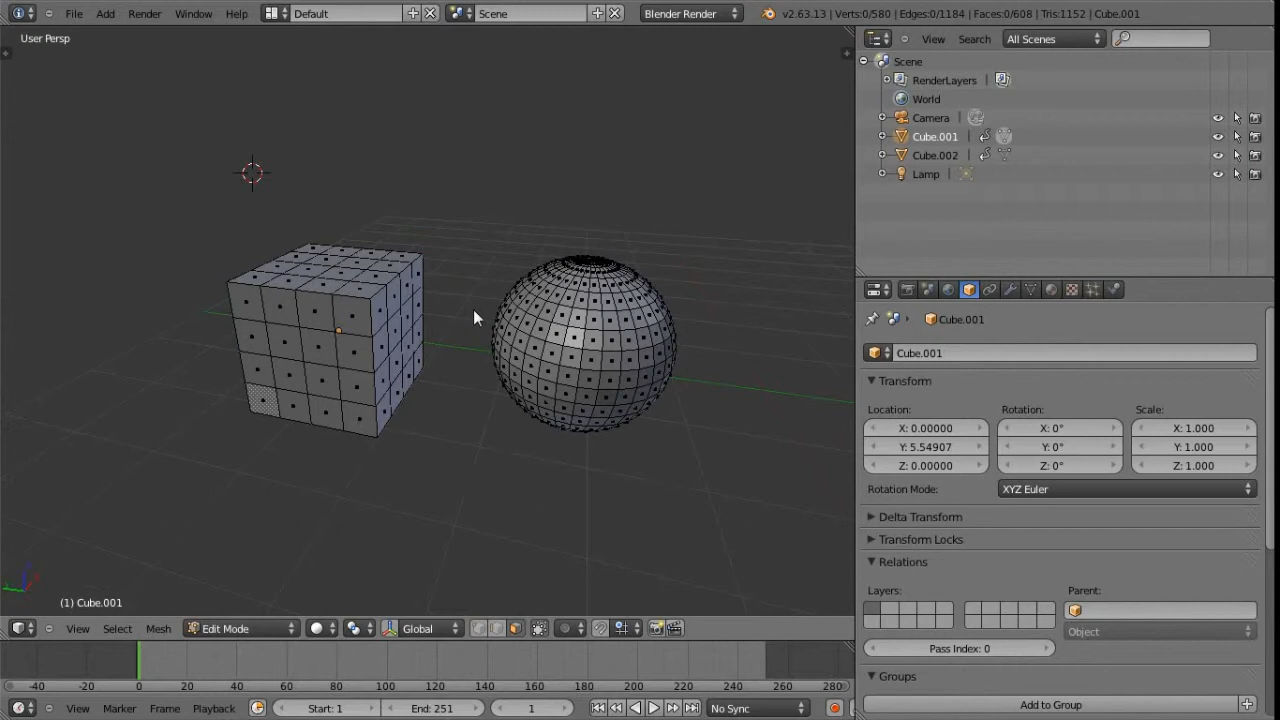 File Add Render Window Help Default Scene Blender Render v2.63.13 | Verts:0/580 | Edges:0/1184 | Faces:0/608 | Tris:1152 | Cube.001
User Persp
View Search All Scenes
Scene
RenderLayers
World
Camera
Cube.001
Cube.002
Lamp
Cube.001
Cube.001
Transform
Location: Rotation: Scale:
X: 0.00000 X: 0° X: 1.000
Y: 5.54907 Y: 0° Y: 1.000
Z: 0.00000 Z: 0° Z: 1.000
Rotation Mode: XYZ Euler
Delta Transform
Transform Locks
Relations
Layers: Parent:
Object
Pass Index: 0
Groups
Add to Group
(1) Cube.001
View Select Mesh Edit Mode Global
-40 -20 0 20 40 60 80 100 120 140 160 180 200 220 240 260 280
View Marker Frame Playback Start: 1 End: 251 1 No Sync